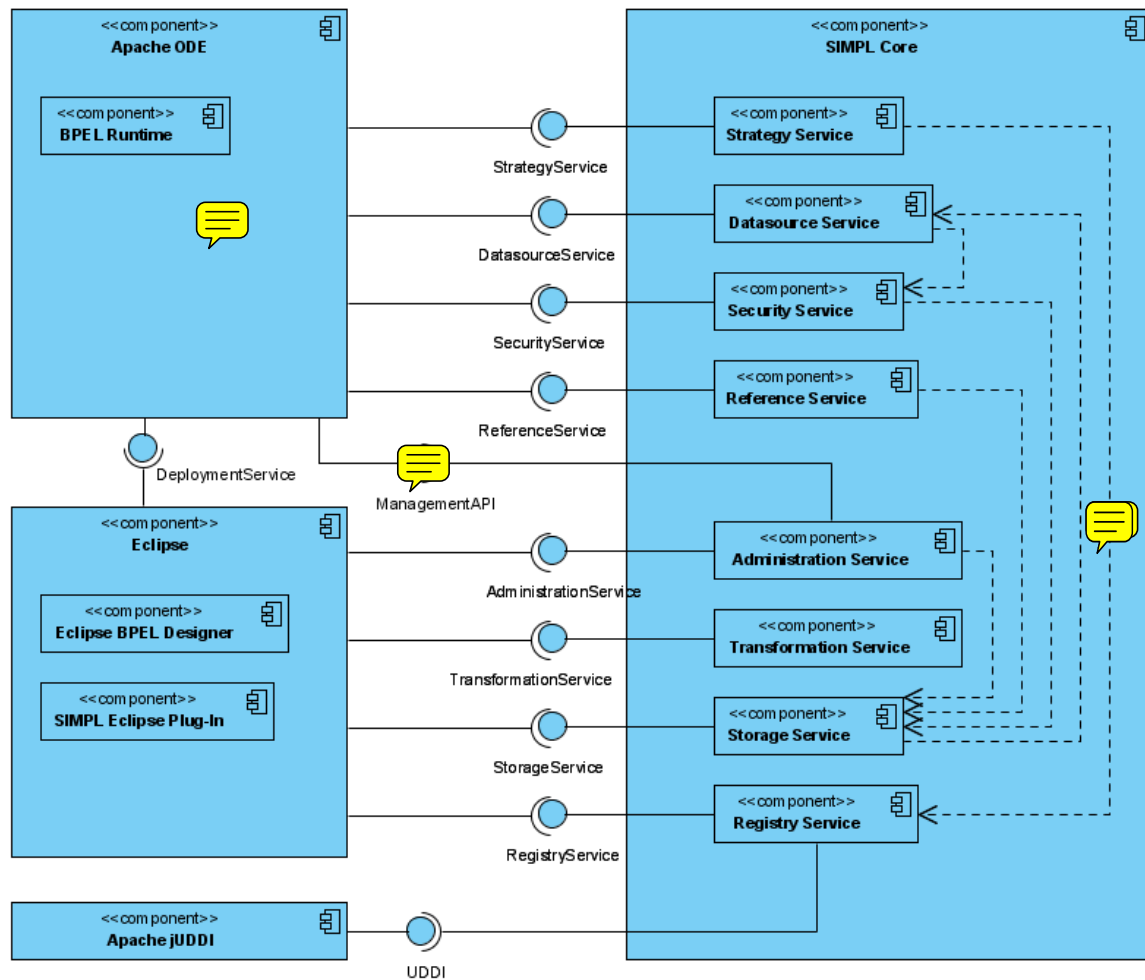 <<component>>
Apache ODE
<<component>>
BPEL Runtime
<<component>>
SIMPL Core
<<component>>
Strategy Service
StrategyService
<<component>>
Datasource Service
DatasourceService
<<component>>
Security Service
SecurityService
<<component>>
Reference Service
ReferenceService
DeploymentService
ManagementAPI
<<component>>
Eclipse
<<component>>
Administration Service
AdministrationService
<<component>>
Eclipse BPEL Designer
<<component>>
Transformation Service
TransformationService
<<component>>
SIMPL Eclipse Plug-In
<<component>>
Storage Service
StorageService
<<component>>
Registry Service
RegistryService
<<component>>
Apache jUDDI
UDDI